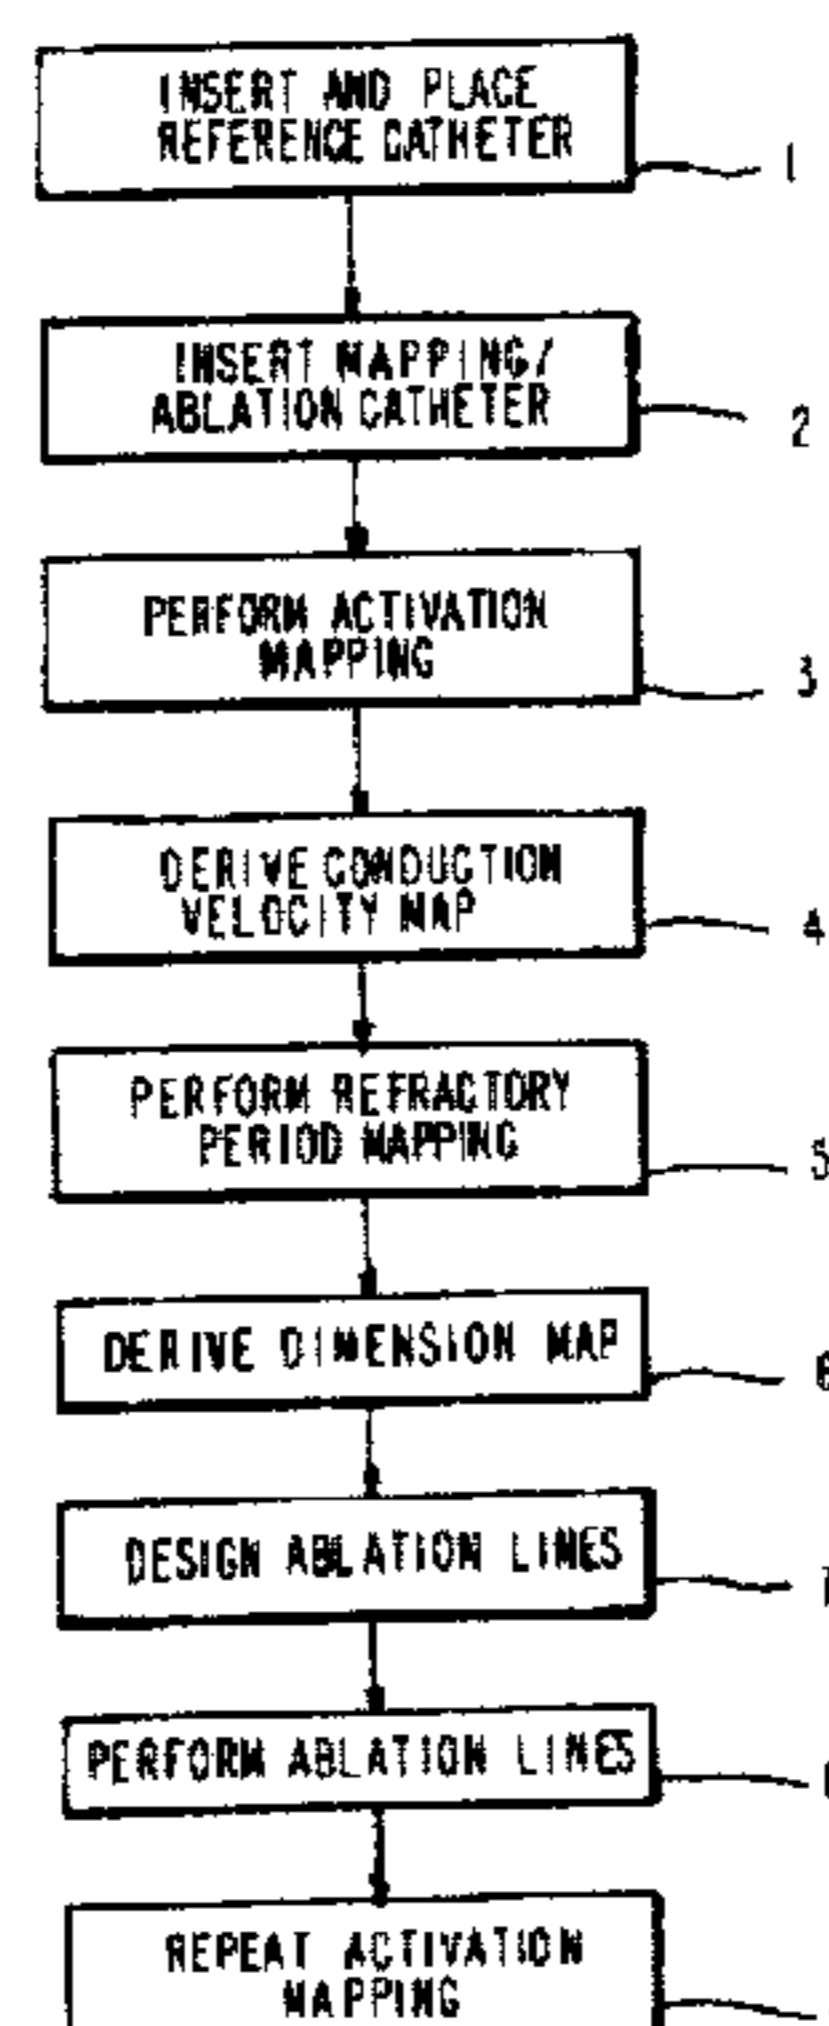 INSERT AND PLACE
REFERENCE CATHETER
1
INSERT MAPPING/
ABLATION CATHETER
2
PERFORM ACTIVATION
MAPPING
3
DERIVE CONDUCTION
VELOCITY MAP
4
PERFORM REFRACTORY
PERIOD MAPPING
5
DERIVE DIMENSION MAP
6
DESIGN ABLATION LINES
PERFORM ABLATION LINES
REPEAT ACTIVATION
MAPPING